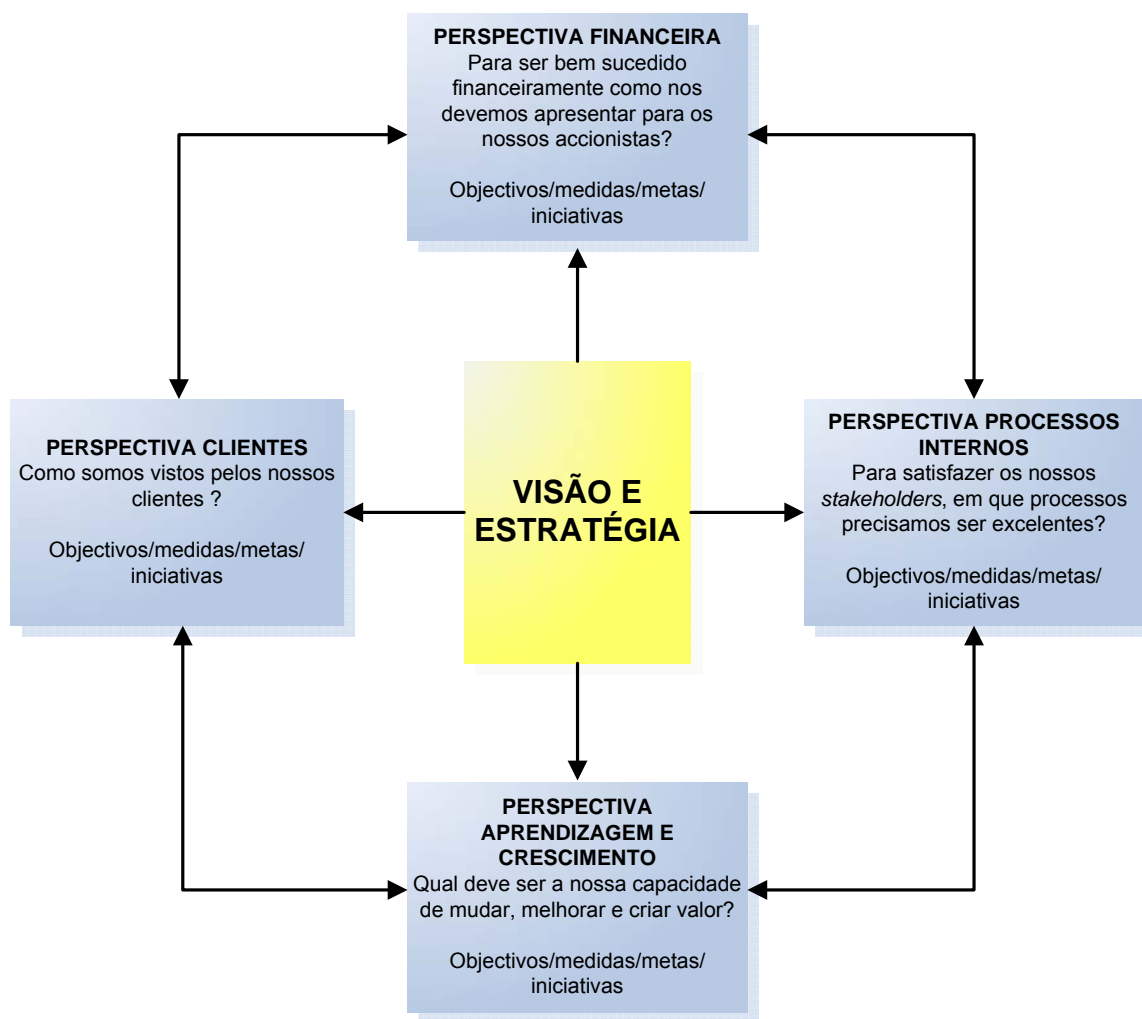 PERSPECTIVA FINANCEIRA
Para ser bem sucedido
financeiramente como nos
devemos apresentar para os
nossos accionistas?
Objectivos/medidas/metas/
iniciativas
PERSPECTIVA CLIENTES
Como somos vistos pelos nossos
clientes ?
Objectivos/medidas/metas/
iniciativas
VISÃO E
ESTRATÉGIA
PERSPECTIVA PROCESSOS
INTERNOS
Para satisfazer os nossos
stakeholders, em que processos
precisamos ser excelentes?
Objectivos/medidas/metas/
iniciativas
PERSPECTIVA
APRENDIZAGEM E
CRESCIMENTO
Qual deve ser a nossa capacidade
de mudar, melhorar e criar valor?
Objectivos/medidas/metas/
iniciativas